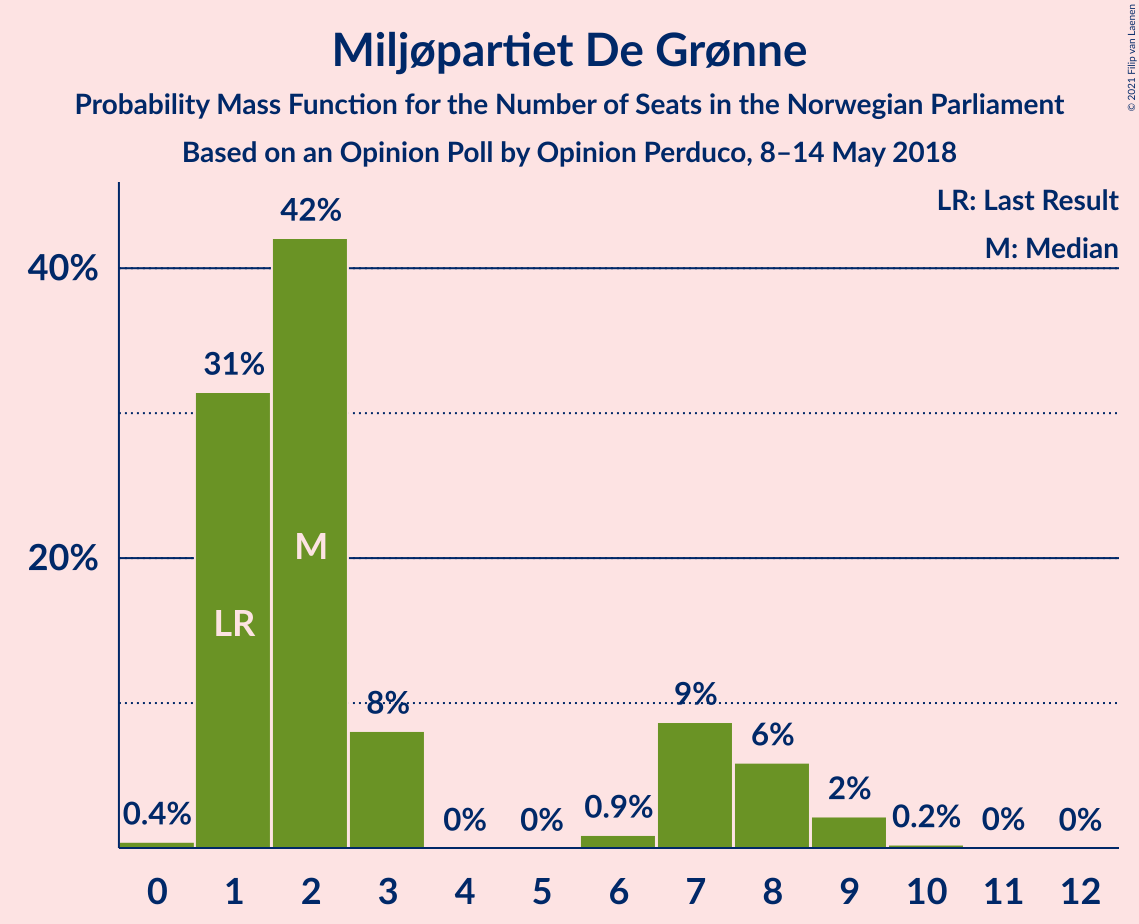 Miljøpartiet De Grønne
Probability Mass Function for the Number of Seats in the Norwegian Parliament
Based on an Opinion Poll by Opinion Perduco, 8–14 May 2018
© 2021 Filip van Laenen
LR: Last Result
M: Median
40%
20%
0.4%
31%
42%
8%
0%
0%
0.9%
9%
6%
2%
0.2%
0%
0%
LR
M
0 1 2 3 4 5 6 7 8 9 10 11 12